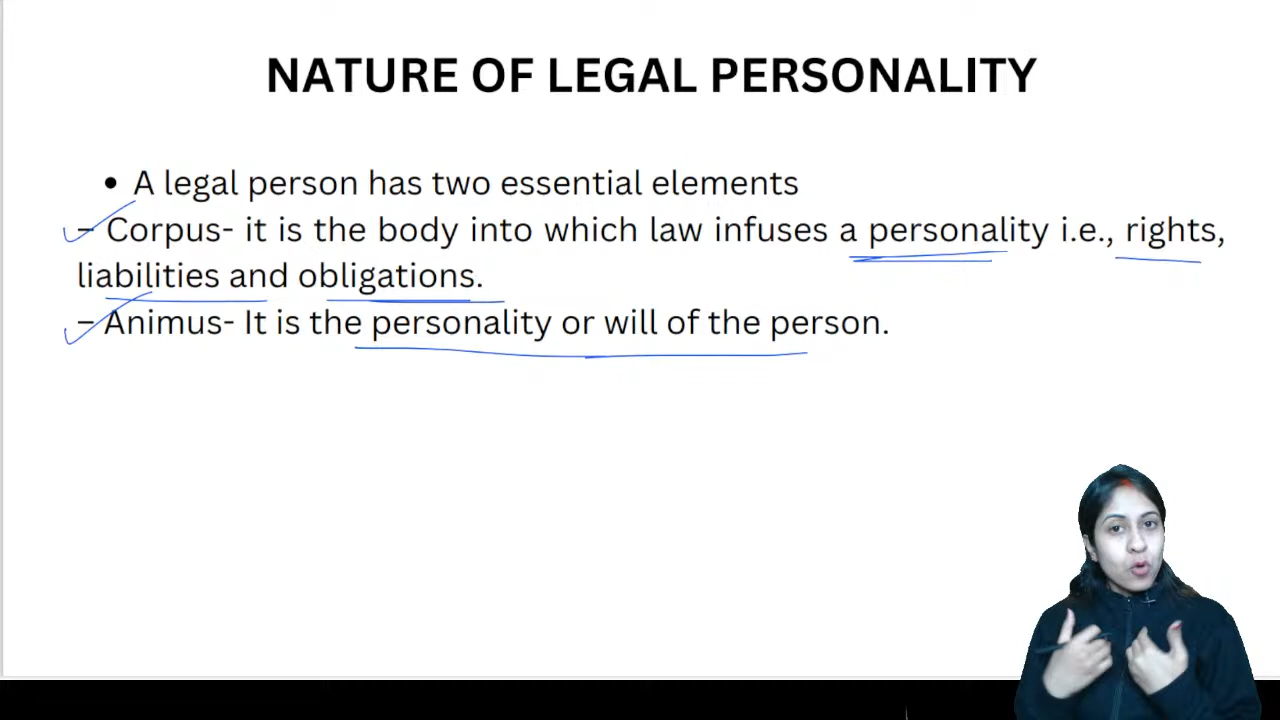 NATURE OF LEGAL PERSONALITY
• A legal person has two essential elements
– Corpus- it is the body into which law infuses a personality i.e., rights,
liabilities and obligations.
– Animus- It is the personality or will of the person.